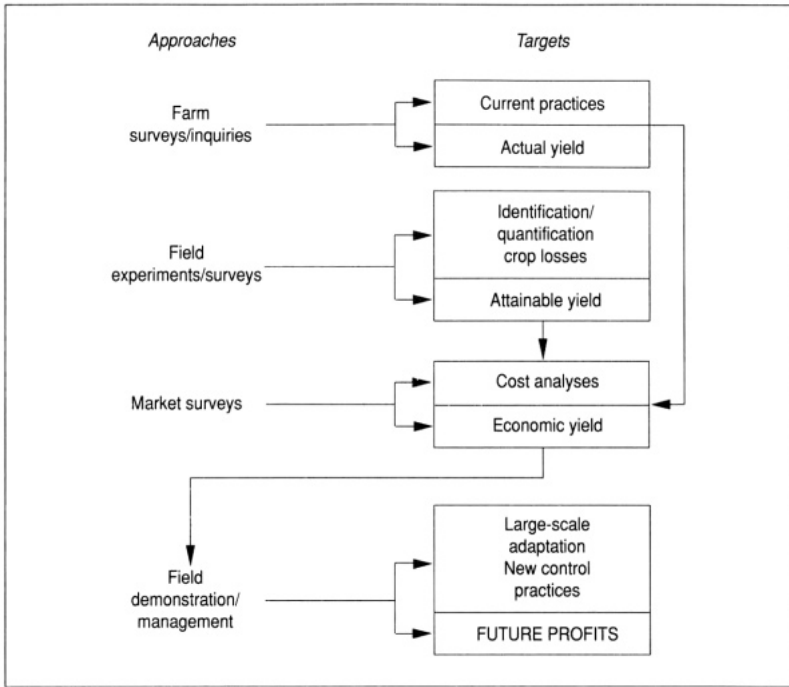 Approaches
Targets
Farm
surveys/inquiries
Current practices
Actual yield
Field
experiments/surveys
Identification/
quantification
crop losses
Attainable yield
Market surveys
Cost analyses
Economic yield
Field
demonstration/
management
Large-scale
adaptation
New control
practices
FUTURE PROFITS